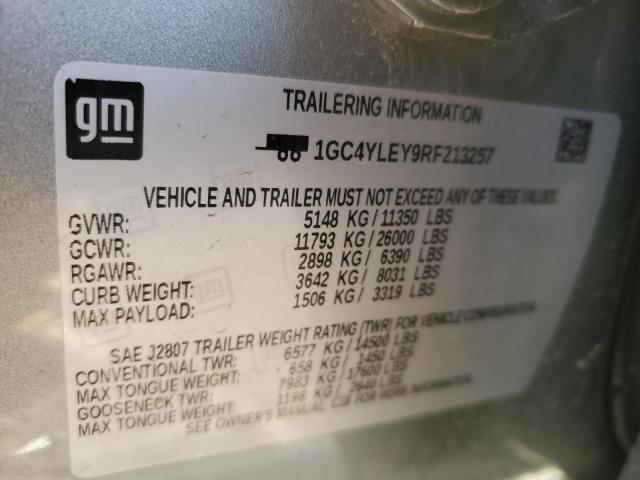 gm
TRAILERING INFORMATION
1GC4YLEY9RF213257
VEHICLE AND TRAILER MUST NOT EXCEED ANY OF THESE VALUES.
GVWR: 5148 KG/11350 LBS
GCWR: 11793 KG/26000 LBS
RGAWR: 2898 KG/ 6390 LBS
CURB WEIGHT: 3642 KG/ 8031 LBS
MAX PAYLOAD: 1506 KG/ 3319 LBS
SAE J2807 TRAILER WEIGHT RATING (TWR) FOR VEHICLE CONFIGURATION.
CONVENTIONAL TWR: 6577 KG/14500 LBS
MAX TONGUE WEIGHT: 658 KG/ 1450 LBS
GOOSENECK TWR: 7983 KG/17600 LBS
MAX TONGUE WEIGHT: 1198 KG/ 2640 LBS
SEE OWNER'S MANUAL FOR MORE INFORMATION.